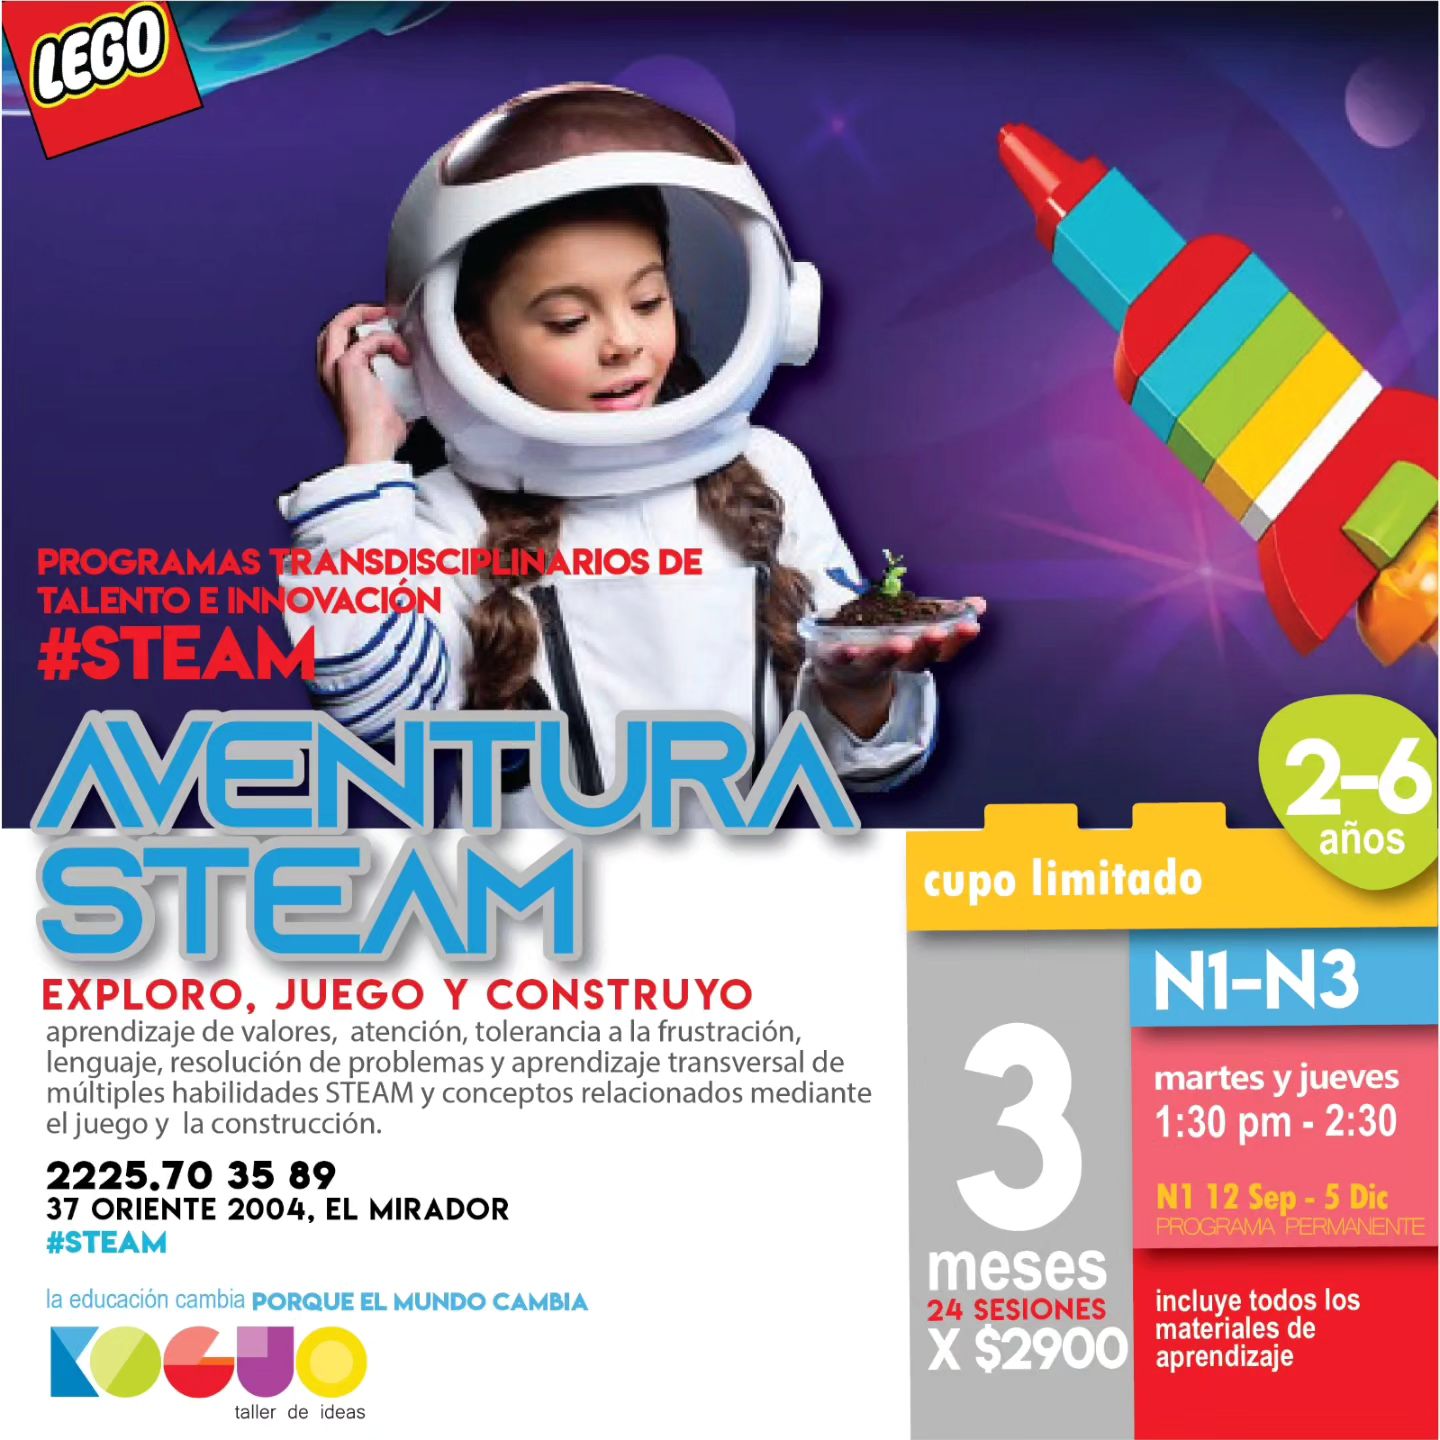 LEGO
PROGRAMAS TRANSDISCIPLINARIOS DE
TALENTO E INNOVACIÓN
#STEAM
AVENTURA
STEAM
EXPLORO, JUEGO Y CONSTRUYO
aprendizaje de valores, atención, tolerancia a la frustración,
lenguaje, resolución de problemas y aprendizaje transversal de
múltiples habilidades STEAM y conceptos relacionados mediante
el juego y la construcción.
2225.70 35 89
37 ORIENTE 2004, EL MIRADOR
#STEAM
la educación cambia PORQUE EL MUNDO CAMBIA
KOGUO
taller de ideas
2-6
años
cupo limitado
3
meses
24 SESIONES
X $2900
N1-N3
martes y jueves
1:30 pm - 2:30
N1 12 Sep - 5 Dic
PROGRAMA PERMANENTE
incluye todos los
materiales de
aprendizaje